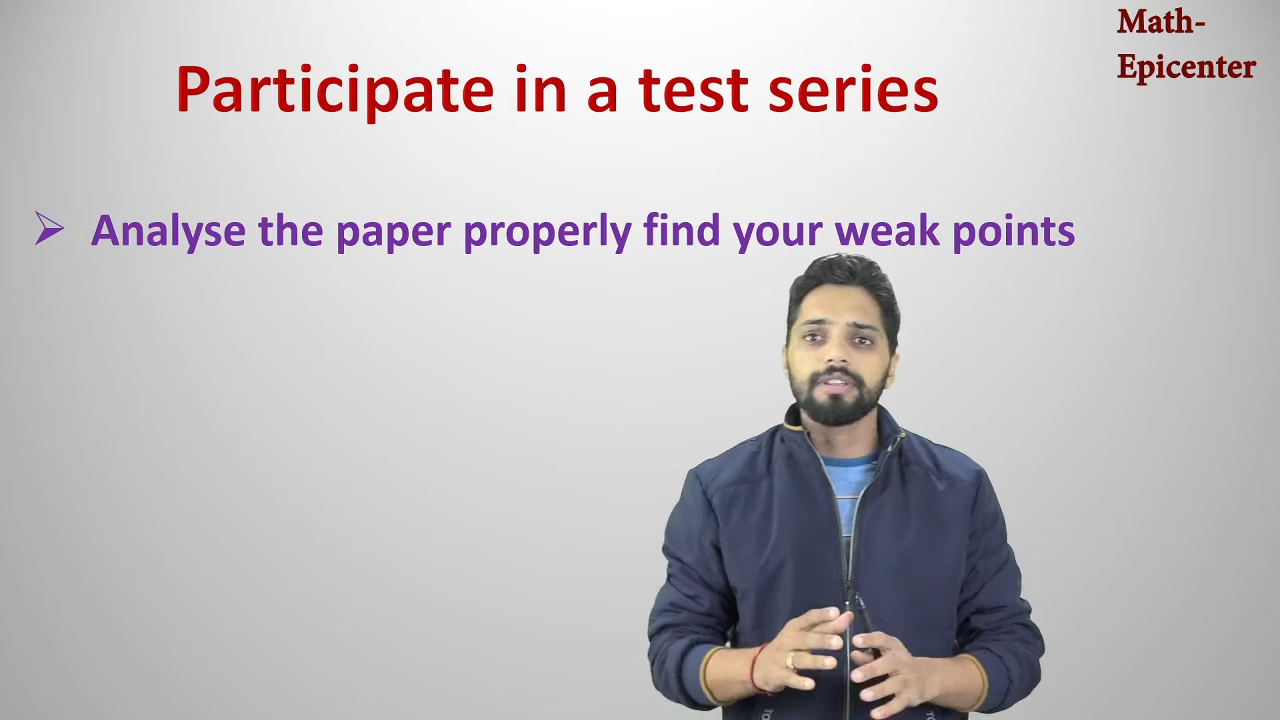 Math-
Epicenter
Participate in a test series
Analyse the paper properly find your weak points